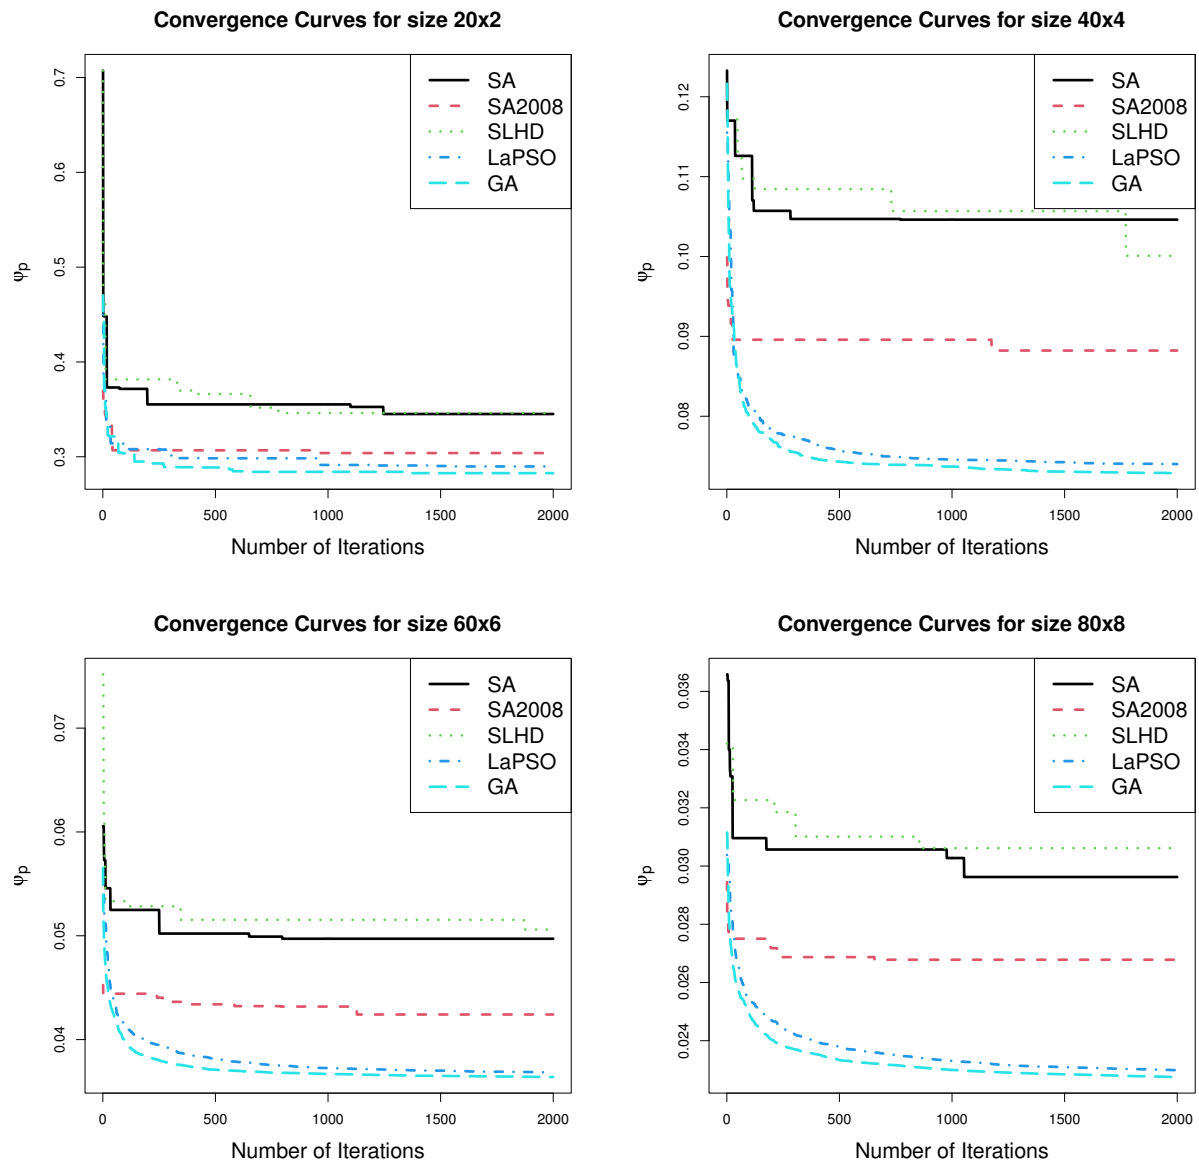 Convergence Curves for size 20x2
0.3 0.4 0.5 0.6 0.7
φp
SA
SA2008
SLHD
LaPSO
GA
0 500 1000 1500 2000
Number of Iterations
Convergence Curves for size 40x4
0.08 0.09 0.10 0.11 0.12
φp
SA
SA2008
SLHD
LaPSO
GA
0 500 1000 1500 2000
Number of Iterations
Convergence Curves for size 60x6
0.04 0.05 0.06 0.07
φp
SA
SA2008
SLHD
LaPSO
GA
0 500 1000 1500 2000
Number of Iterations
Convergence Curves for size 80x8
0.024 0.026 0.028 0.030 0.032 0.034 0.036
φp
SA
SA2008
SLHD
LaPSO
GA
0 500 1000 1500 2000
Number of Iterations